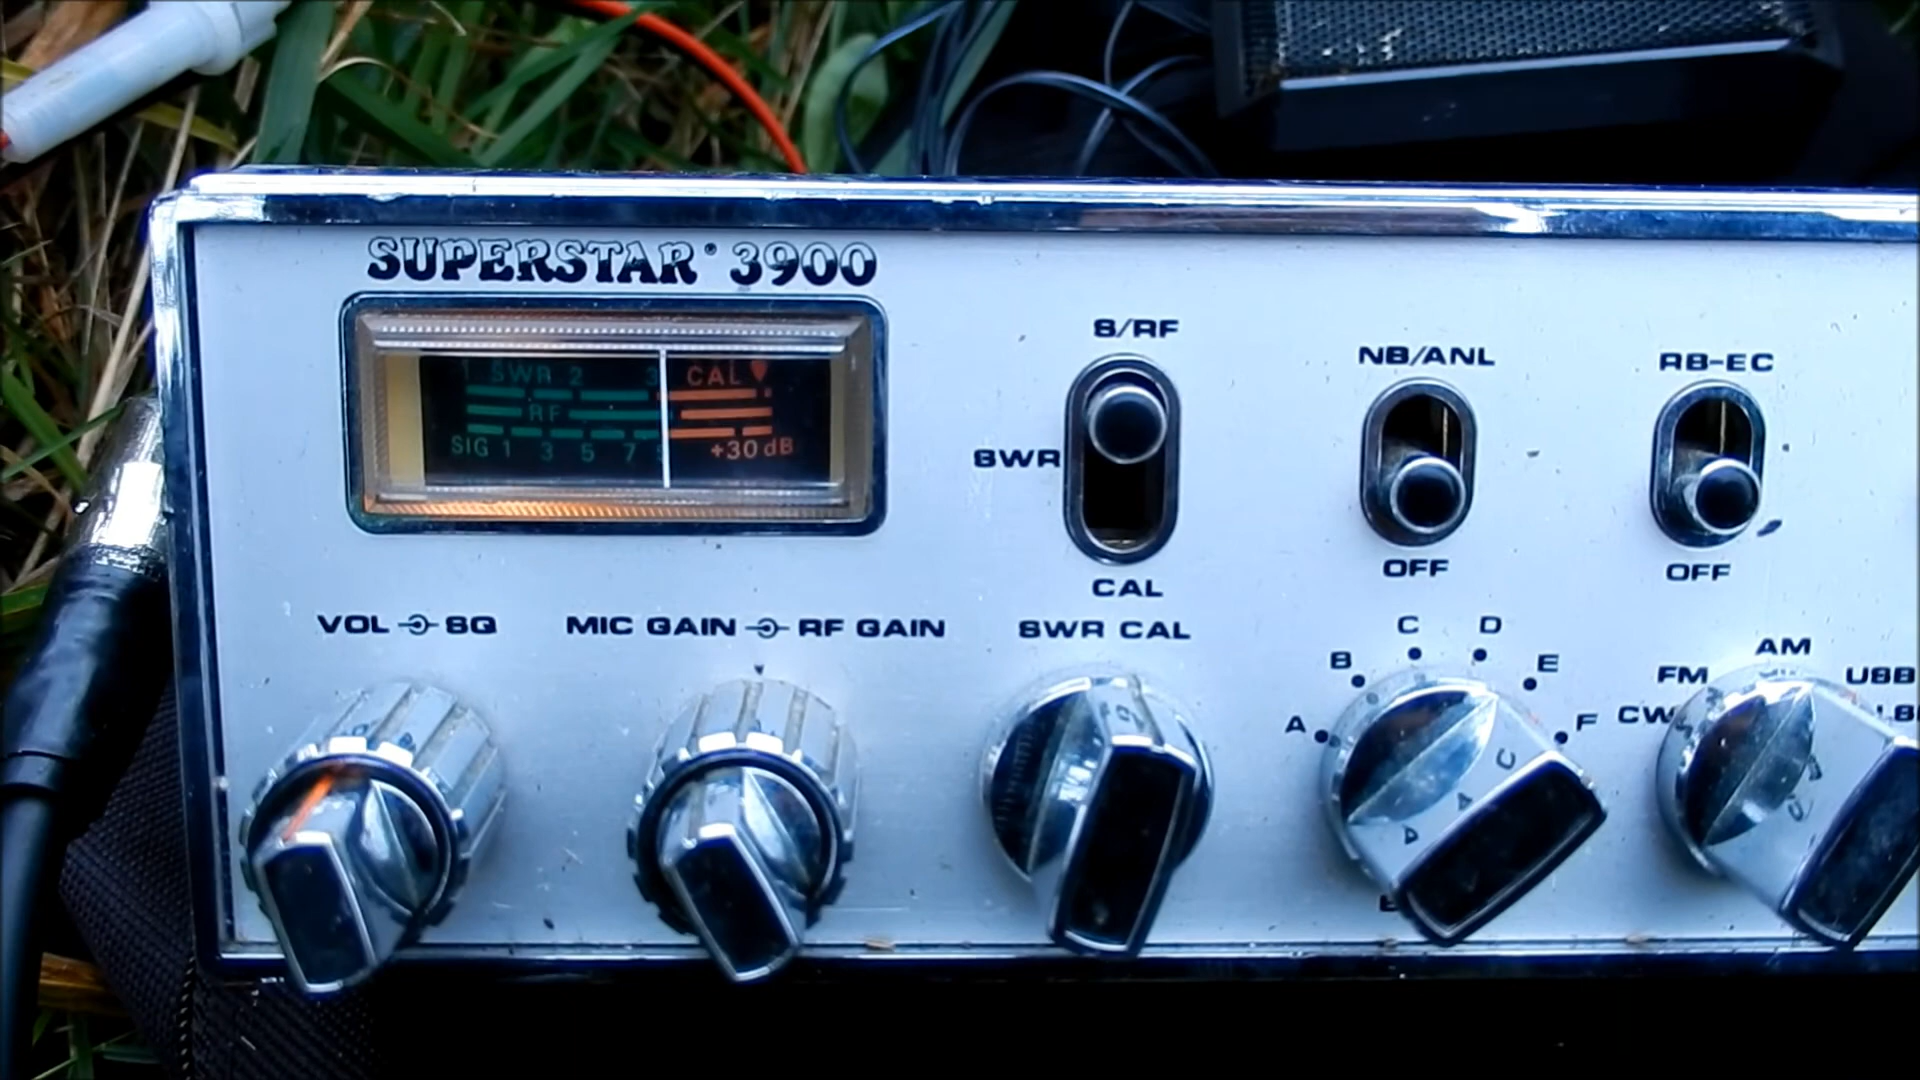 SUPERSTAR® 3900
1 SWR 2 3 CAL
RF
SIG 1 3 5 7 9 +30 dB
S/RF
SWR
CAL
NB/ANL
OFF
RB-EC
OFF
VOL SQ
MIC GAIN RF GAIN
SWR CAL
A B C D E F
CW FM AM USB